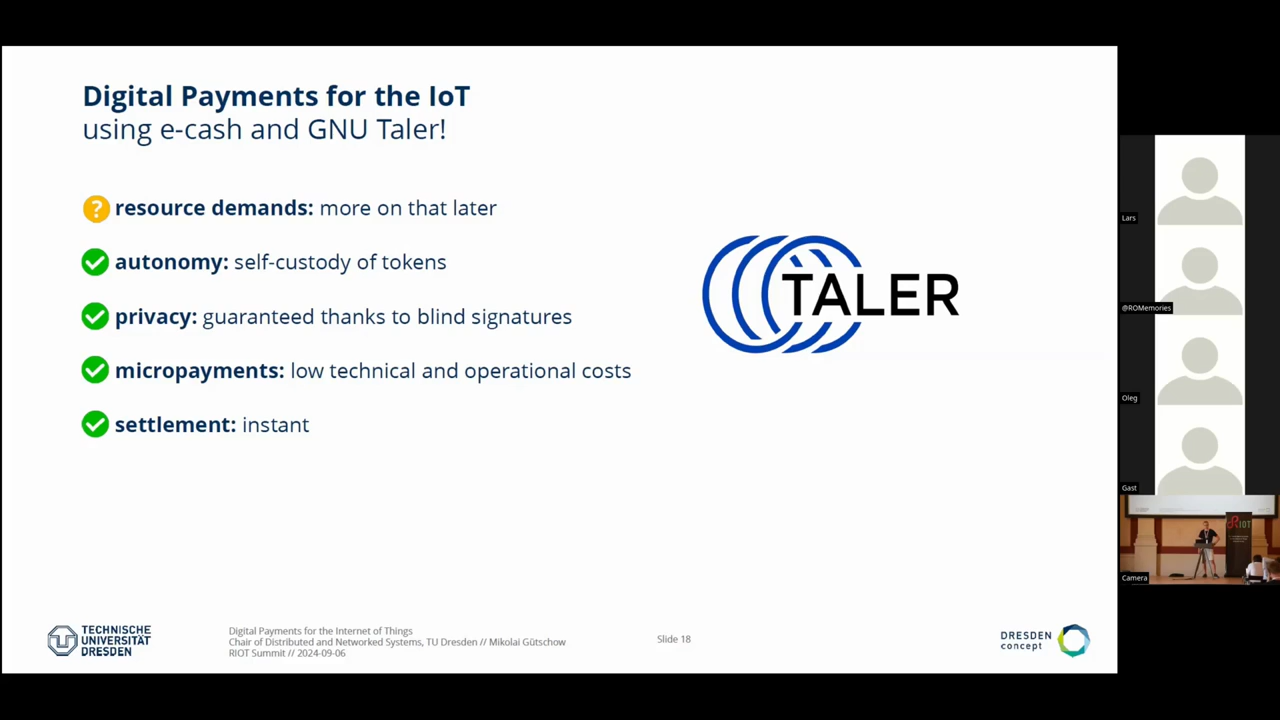 Digital Payments for the IoT
using e-cash and GNU Taler!
? resource demands: more on that later
autonomy: self-custody of tokens
privacy: guaranteed thanks to blind signatures
micropayments: low technical and operational costs
settlement: instant
TALER
TECHNISCHE
UNIVERSITÄT
DRESDEN
Digital Payments for the Internet of Things
Chair of Distributed and Networked Systems, TU Dresden // Mikolai Gütschow
RIOT Summit // 2024-09-06
Slide 18
DRESDEN
concept
Lars
@ROMemories
Oleg
Gast
RIOT
Camera